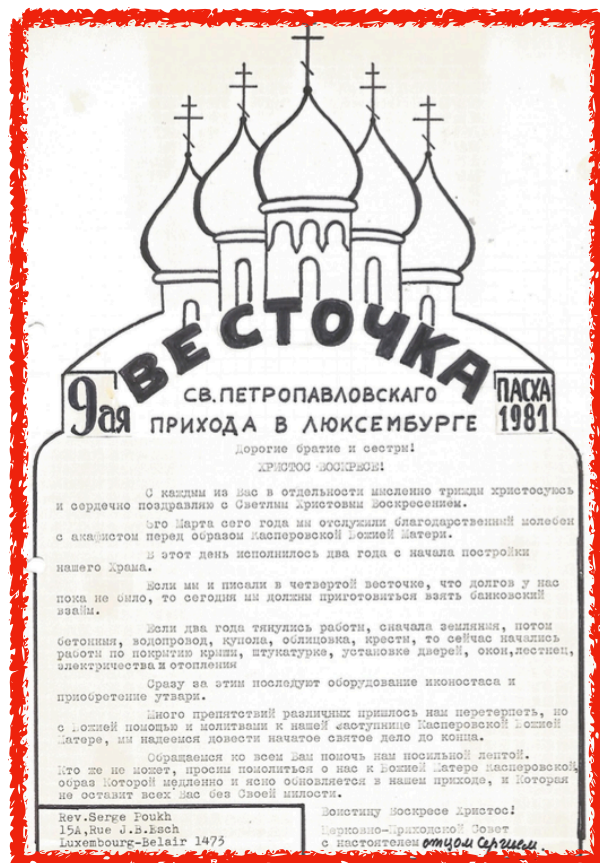 ВЕСТОЧКА
9ая
СВ. ПЕТРОПАВЛОВСКАГО
ПРИХОДА В ЛЮКСЕМБУРГЕ
ПАСХА
1981
Дорогие братие и сестры!
ХРИСТОС ВОСКРЕСЕ!
С каждым из Вас в отдельности мысленно трижды христосуюсь
и сердечно поздравляю с Светлым Христовым Воскресением.
5го Марта сего года мы отслужили благодарственный молебен
с акафистом перед образом Касперовской Божией Матери.
В этот день исполнилось два года с начала постройки
нашего Храма.
Если мы и писали в четвертой весточке, что долгов у нас
пока не было, то сегодня мы должны приготовиться взять банковский
взайм.
Если два года тянулись работы, сначала земляныя, потом
бетонныя, водопровод, купола, облицовка, кресты, то сейчас начались
работы по покрытию крыши, штукатурке, установке дверей, окон,лестниц,
электричества и отопления
Сразу за этим последуют оборудование иконостаса и
приобретение утвари.
Много препятствий различных пришлось нам перетерпеть, но
с Божией помощью и молитвами к нашей Заступнице Касперовской Божией
Матере, мы надеемся довести начатое святое дело до конца.
Обращаемся ко всем Вам помочь нам посильной лептой.
Кто же не может, просим помолиться о нас к Божией Матере Касперовской,
образ Которой медленно и ясно обновляется в нашем приходе, и Которая
не оставит всех Вас без Своей милости.
Воистину Воскресе Христос!
Церковно-Приходской Совет
с настоятелем отцом Сергием
Rev.Serge Poukh
15A,Rue J.B.Esch
Luxembourg-Belair 1473